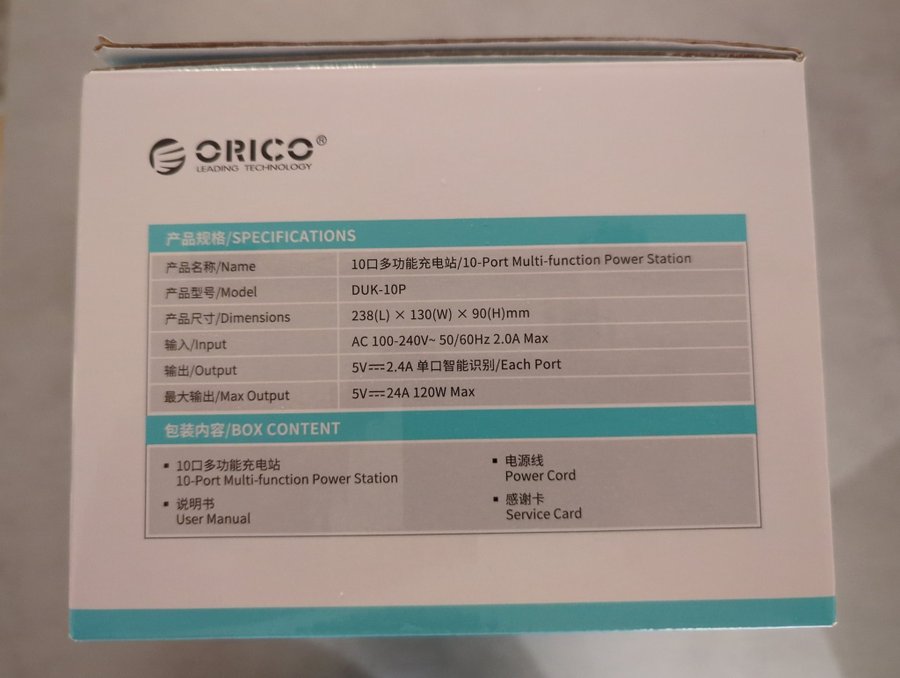 ORICO®
LEADING TECHNOLOGY
产品规格/SPECIFICATIONS
产品名称/Name 10口多功能充电站/10-Port Multi-function Power Station
产品型号/Model DUK-10P
产品尺寸/Dimensions 238(L) × 130(W) × 90(H)mm
输入/Input AC 100-240V~ 50/60Hz 2.0A Max
输出/Output 5V⎓2.4A 单口智能识别/Each Port
最大输出/Max Output 5V⎓24A 120W Max
包装内容/BOX CONTENT
▪ 10口多功能充电站
10-Port Multi-function Power Station
▪ 说明书
User Manual
▪ 电源线
Power Cord
▪ 感谢卡
Service Card